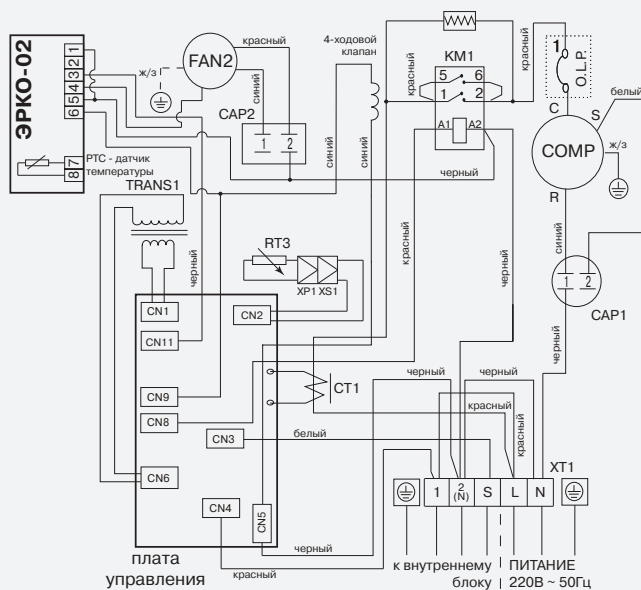 ЭРКО-02
1
2
3
4
5
6
7
8
РТС - датчик
температуры
ж/з
FAN2
красный
синий
CAP2
1
2
4-ходовой
клапан
синий
синий
красный
красный
KM1
5
6
1
2
A1
A2
черный
красный
1
O.L.P.
C
S
белый
COMP
ж/з
R
синий
1
2
CAP1
черный
TRANS1
черный
RT3
XP1
XS1
красный
черный
CN1
CN2
CN11
CN9
CN8
CN3
CN6
CN4
CN5
CT1
белый
черный
черный
красный
красный
XT1
1
2
(N)
S
L
N
черный
красный
плата
управления
к внутреннему
блоку
ПИТАНИЕ
220В ~ 50Гц